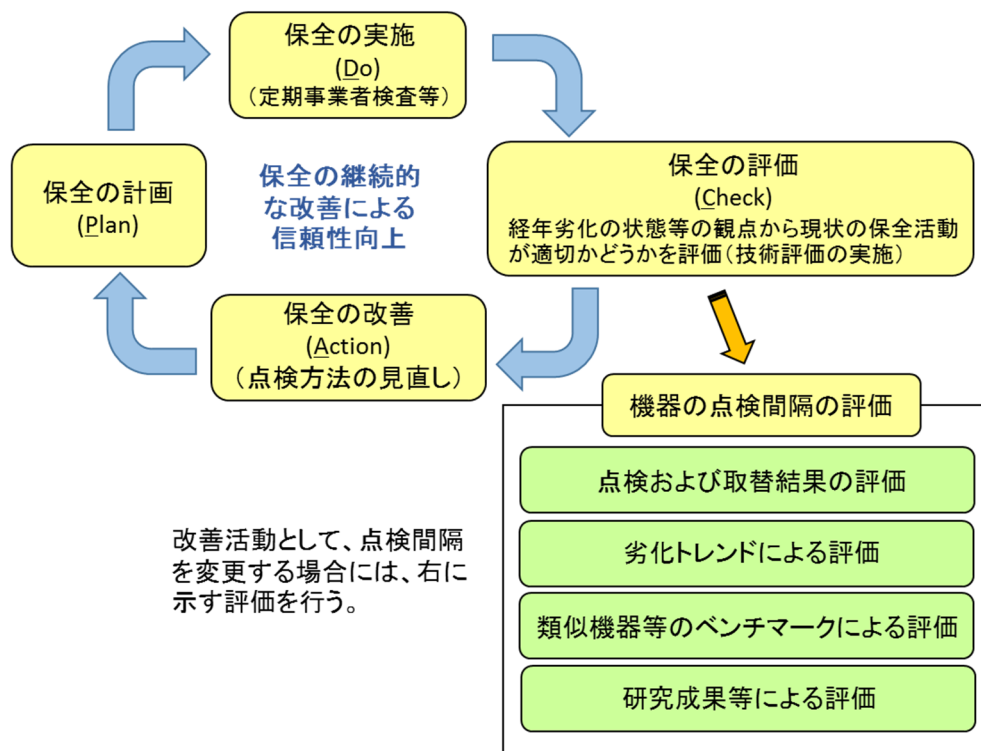 保全の実施
(Do)
（定期事業者検査等）
保全の計画
(Plan)
保全の継続的
な改善による
信頼性向上
保全の評価
(Check)
経年劣化の状態等の観点から現状の保全活動
が適切かどうかを評価（技術評価の実施）
保全の改善
(Action)
（点検方法の見直し）
機器の点検間隔の評価
点検および取替結果の評価
劣化トレンドによる評価
類似機器等のベンチマークによる評価
研究成果等による評価
改善活動として、点検間隔
を変更する場合には、右に
示す評価を行う。